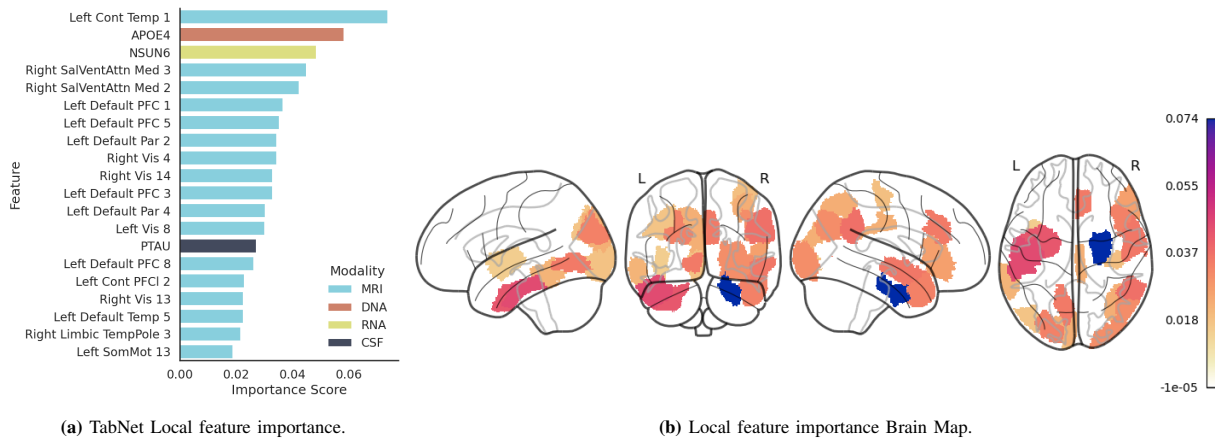 Feature
Left Cont Temp 1
APOE4
NSUN6
Right SalVentAttn Med 3
Right SalVentAttn Med 2
Left Default PFC 1
Left Default PFC 5
Left Default Par 2
Right Vis 4
Right Vis 14
Left Default PFC 3
Left Default Par 4
Left Vis 8
PTAU
Left Default PFC 8
Left Cont PFCl 2
Right Vis 13
Left Default Temp 5
Right Limbic TempPole 3
Left SomMot 13
0.00 0.02 0.04 0.06
Importance Score
Modality
MRI
DNA
RNA
CSF
(a) TabNet Local feature importance.
L R
L R
0.074
0.055
0.037
0.018
-1e-05
(b) Local feature importance Brain Map.